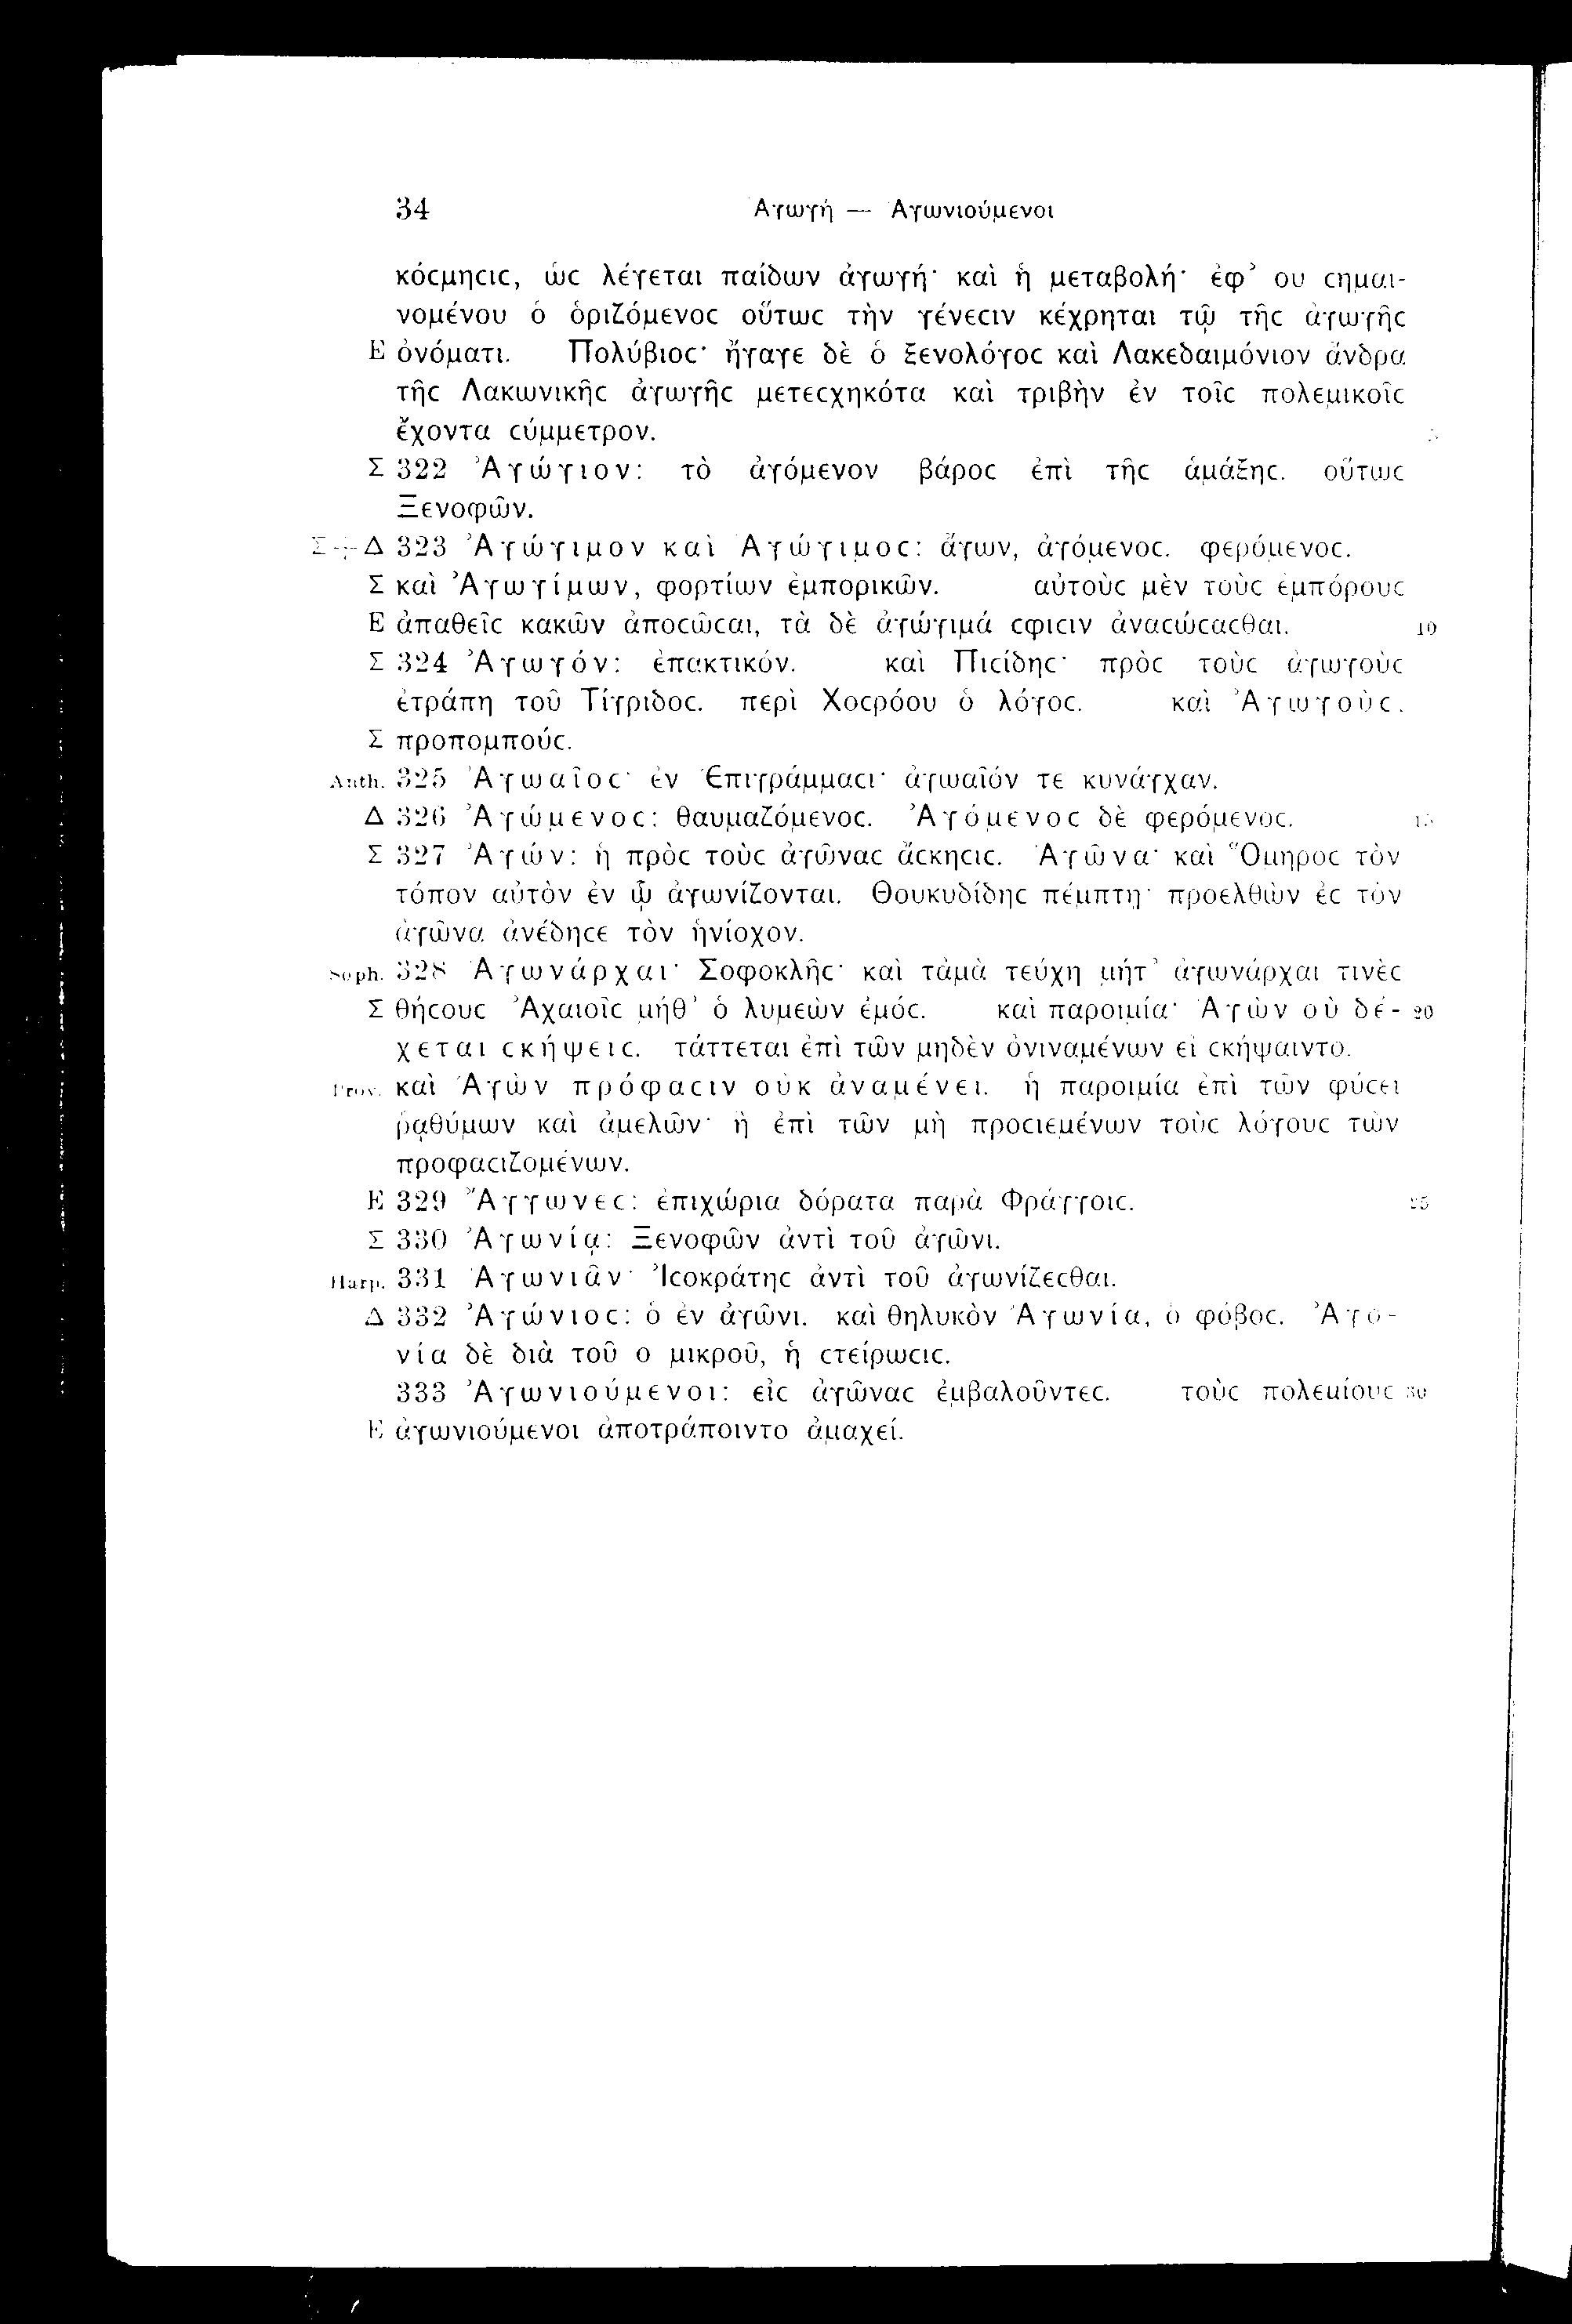 34 Ἀγωγή — Ἀγωνιούμενοι
κόϲμηϲιϲ, ὡϲ λέγεται παίδων ἀγωγή· καὶ ἡ μεταβολή· ἐφ’ οὗ ϲημαι-
νομένου ὁ ὁριζόμενοϲ οὕτωϲ τὴν γένεϲιν κέχρηται τῷ τῆϲ ἀγωγῆϲ
E ὀνόματι. Πολύβιοϲ· ἤγαγε δὲ ὁ ξενολόγοϲ καὶ Λακεδαιμόνιον ἄνδρα
τῆϲ Λακωνικῆϲ ἀγωγῆϲ μετεϲχηκότα καὶ τριβὴν ἐν τοῖϲ πολεμικοῖϲ
ἔχοντα ϲύμμετρον. 5
Σ 322 Ἀγώγιον: τὸ ἀγόμενον βάροϲ ἐπὶ τῆϲ ἁμάξηϲ. οὕτωϲ
Ξενοφῶν.
Σ+Δ 323 Ἀγώγιμον καὶ Ἀγώγιμοϲ: ἄγων, ἀγόμενοϲ. φερόμενοϲ.
Σ καὶ Ἀγωγίμων, φορτίων ἐμπορικῶν. αὐτοὺϲ μὲν τοὺϲ ἐμπόρουϲ
E ἀπαθεῖϲ κακῶν ἀποϲῶϲαι, τὰ δὲ ἀγώγιμά ϲφιϲιν ἀναϲώϲαϲθαι. 10
Σ 324 Ἀγωγόν: ἐπακτικόν. καὶ Πιϲίδηϲ· πρὸϲ τοὺϲ ἀγωγοὺϲ
ἐτράπη τοῦ Τίγριδοϲ. περὶ Χοϲρόου ὁ λόγοϲ. καὶ Ἀγωγοὺϲ,
Σ προπομπούϲ.
Anth. 325 Ἀγωαῖοϲ· ἐν Ἐπιγράμμαϲι· ἀγωαῖόν τε κυνάγχαν.
Δ 326 Ἀγώμενοϲ: θαυμαζόμενοϲ. Ἀγόμενοϲ δὲ φερόμενοϲ. 15
Σ 327 Ἀγών: ἡ πρὸϲ τοὺϲ ἀγῶναϲ ἄϲκηϲιϲ. Ἀγῶνα· καὶ Ὅμηροϲ τὸν
τόπον αὐτὸν ἐν ᾧ ἀγωνίζονται. Θουκυδίδηϲ πέμπτῃ· προελθὼν ἐϲ τὸν
ἀγῶνα ἀνέδηϲε τὸν ἡνίοχον.
Soph. 328 Ἀγωνάρχαι· Σοφοκλῆϲ· καὶ τἀμὰ τεύχη μήτ’ ἀγωνάρχαι τινὲϲ
Σ θήϲουϲ Ἀχαιοῖϲ μήθ’ ὁ λυμεὼν ἐμόϲ. καὶ παροιμία· Ἀγὼν οὐ δέ- 20
χεται ϲκήψειϲ. τάττεται ἐπὶ τῶν μηδὲν ὀνιναμένων εἰ ϲκήψαιντο.
Prov. καὶ Ἀγὼν πρόφαϲιν οὐκ ἀναμένει. ἡ παροιμία ἐπὶ τῶν φύϲει
ῥᾳθύμων καὶ ἀμελῶν· ἢ ἐπὶ τῶν μὴ προϲιεμένων τοὺϲ λόγουϲ τῶν
προφαϲιζομένων.
E 329 Ἄγγωνεϲ: ἐπιχώρια δόρατα παρὰ Φράγγοιϲ. 25
Σ 330 Ἀγωνίᾳ: Ξενοφῶν ἀντὶ τοῦ ἀγῶνι.
Harp. 331 Ἀγωνιᾶν· Ἰϲοκράτηϲ ἀντὶ τοῦ ἀγωνίζεϲθαι.
Δ 332 Ἀγώνιοϲ: ὁ ἐν ἀγῶνι. καὶ θηλυκὸν Ἀγωνία, ὁ φόβοϲ. Ἀγο-
νία δὲ διὰ τοῦ ο μικροῦ, ἡ ϲτείρωϲιϲ.
333 Ἀγωνιούμενοι: εἰϲ ἀγῶναϲ ἐμβαλοῦντεϲ. τοὺϲ πολεμίουϲ 30
E ἀγωνιούμενοι ἀποτράποιντο ἀμαχεί.